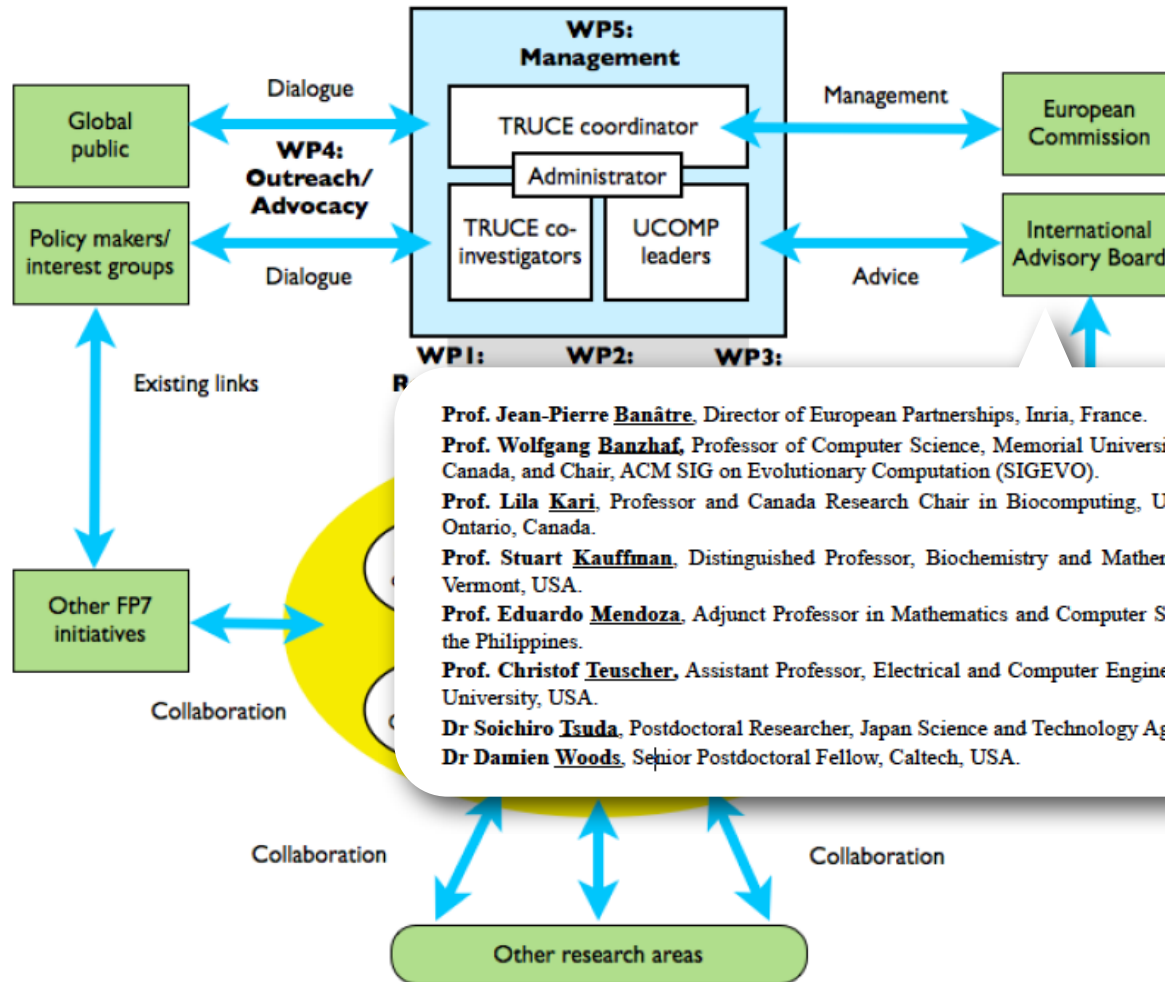 WP5:
Management
Dialogue
Management
Global
public
TRUCE coordinator
European
Commission
WP4:
Outreach/
Advocacy
Administrator
Policy makers/
interest groups
TRUCE co-
investigators
UCOMP
leaders
International
Advisory Board
Dialogue
Advice
WP1:
WP2:
WP3:
Existing links
Prof. Jean-Pierre Banâtre, Director of European Partnerships, Inria, France.
Prof. Wolfgang Banzhaf, Professor of Computer Science, Memorial
Canada, and Chair, ACM SIG on Evolutionary Computation (SIGEVO).
Prof. Lila Kari, Professor and Canada Research Chair in Biocomputing,
Ontario, Canada.
Prof. Stuart Kauffman, Distinguished Professor, Biochemistry and
Vermont, USA.
Prof. Eduardo Mendoza, Adjunct Professor in Mathematics and Computer
the Philippines.
Prof. Christof Teuscher, Assistant Professor, Electrical and Computer
University, USA.
Dr Soichiro Tsuda, Postdoctoral Researcher, Japan Science and Technology
Dr Damien Woods, Senior Postdoctoral Fellow, Caltech, USA.
Other FP7
initiatives
Collaboration
Collaboration
Collaboration
Other research areas